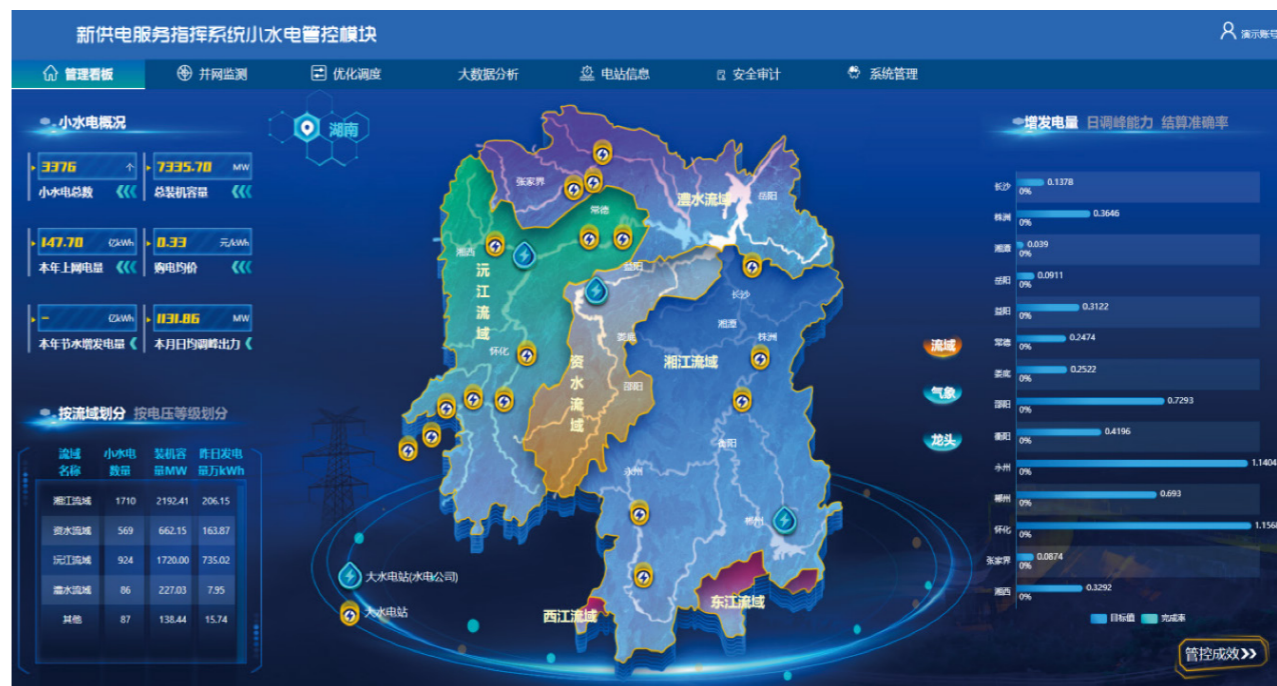 新供电服务指挥系统小水电管控模块
演示账号
管理看板 并网监测 优化调度 大数据分析 电站信息 安全审计 系统管理
小水电概况
3376 个 7335.70 MW
小水电总数 总装机容量
147.70 亿kWh 0.33 元/kWh
本年上网电量 购电均价
- 亿kWh 1131.86 MW
本年节水增发电量 本月日均调峰出力
按流域划分 按电压等级划分
流域名称 小水电数量 装机容量MW 昨日发电量万kWh
湘江流域 1710 2192.41 206.15
资水流域 569 662.15 163.87
沅江流域 924 1720.00 735.02
澧水流域 86 227.03 7.95
其他 87 138.44 15.74
湖南
张家界
澧水流域
岳阳
常德
湘西
沅江流域
益阳
长沙
湘潭
株洲
娄底
怀化
资水流域
湘江流域
邵阳
衡阳
永州
郴州
西江流域
东江流域
大水电站(水电公司)
大水电站
流域
气象
龙头
增发电量 日调峰能力 结算准确率
长沙 0.1378 0%
株洲 0.3646 0%
湘潭 0.039 0%
岳阳 0.0911 0%
益阳 0.3122 0%
常德 0.2474 0%
娄底 0.2522 0%
邵阳 0.7293 0%
衡阳 0.4196 0%
永州 1.1404 0%
郴州 0.693 0%
怀化 0%
张家界 0.0874 0%
湘西 0.3292 0%
目标值 完成率
管控成效